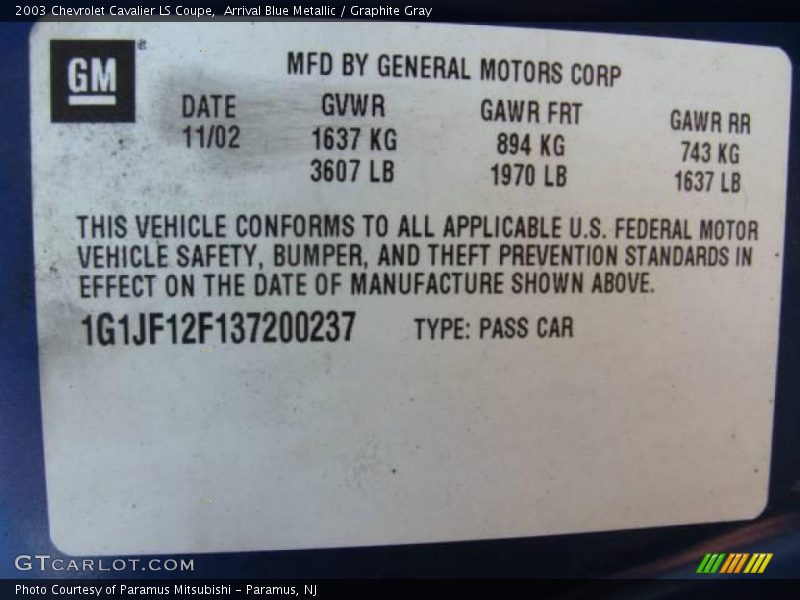 2003 Chevrolet Cavalier LS Coupe,  Arrival Blue Metallic / Graphite Gray
GM ®
MFD BY GENERAL MOTORS CORP
DATE GVWR GAWR FRT GAWR RR
11/02 1637 KG 894 KG 743 KG
3607 LB 1970 LB 1637 LB
THIS VEHICLE CONFORMS TO ALL APPLICABLE U.S. FEDERAL MOTOR
VEHICLE SAFETY, BUMPER, AND THEFT PREVENTION STANDARDS IN
EFFECT ON THE DATE OF MANUFACTURE SHOWN ABOVE.
1G1JF12F137200237 TYPE: PASS CAR
GTCARLOT.COM
Photo Courtesy of Paramus Mitsubishi - Paramus, NJ